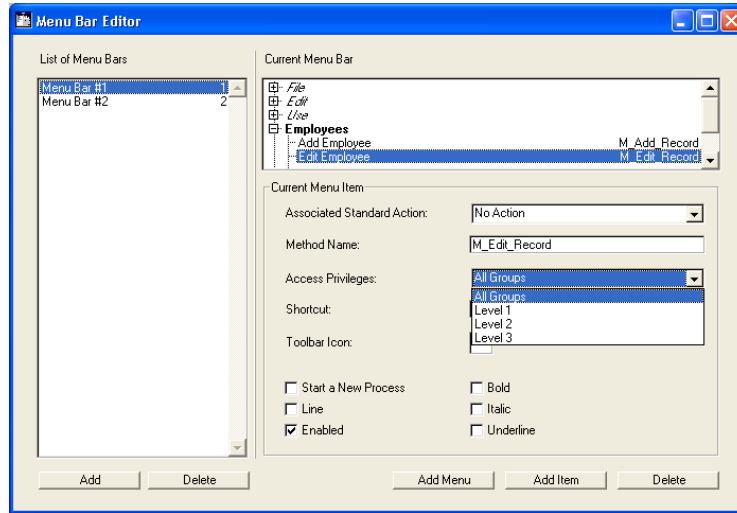 Menu Bar Editor
List of Menu Bars
Menu Bar #1 1
Menu Bar #2 2
Add Delete
Current Menu Bar
File
Edit
Use
Employees
Add Employee M_Add_Record
Edit Employee M_Edit_Record
Current Menu Item
Associated Standard Action: No Action
Method Name: M_Edit_Record
Access Privileges: All Groups
All Groups
Shortcut: Level 1
Level 2
Toolbar Icon: Level 3
Start a New Process Bold
Line Italic
Enabled Underline
Add Menu Add Item Delete